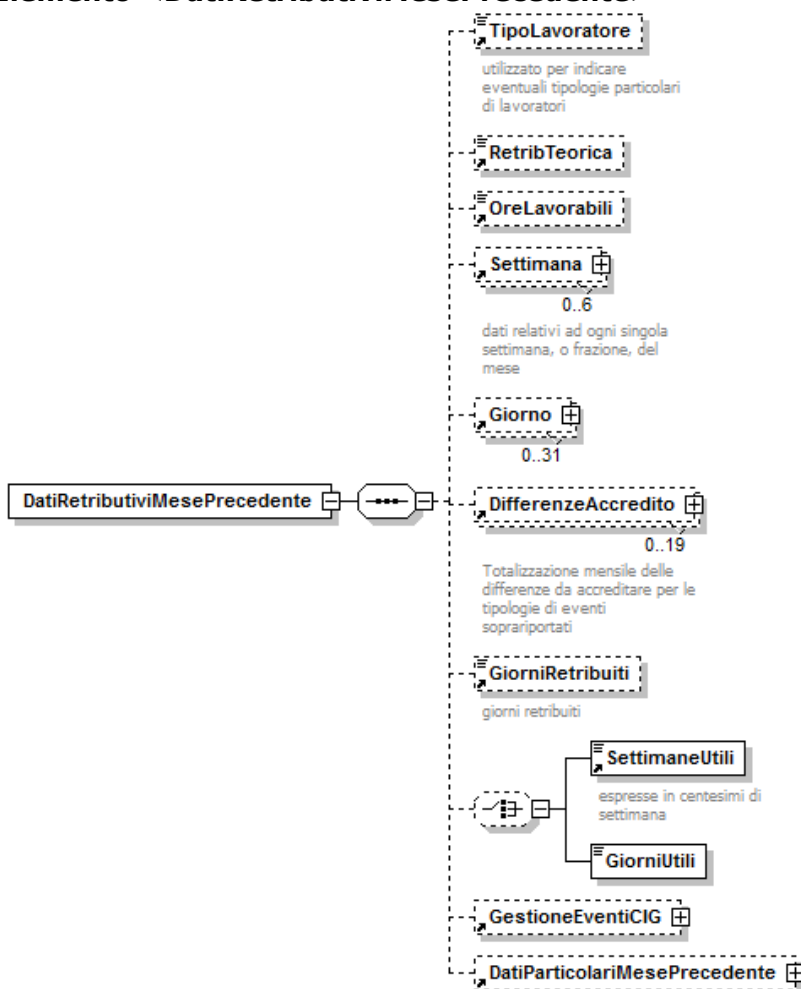 TipoLavoratore
utilizzato per indicare
eventuali tipologie particolari
di lavoratori
RetribTeorica
OreLavorabili
Settimana
0..6
dati relativi ad ogni singola
settimana, o frazione, del
mese
Giorno
0..31
DatiRetributiviMesePrecedente
DifferenzeAccredito
0..19
Totalizzazione mensile delle
differenze da accreditare per le
tipologie di eventi
soprariportati
GiorniRetribuiti
giorni retribuiti
SettimaneUtili
espresse in centesimi di
settimana
GiorniUtili
GestioneEventiCIG
DatiParticolariMesePrecedente